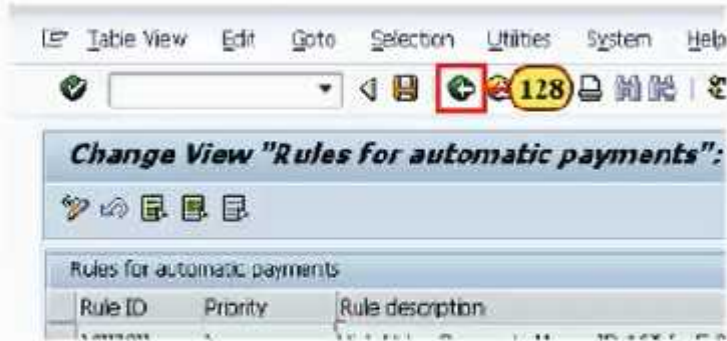 Table View Edit Goto Selection Utilities System Help
128
Change View "Rules for automatic payments":
Rules for automatic payments
Rule ID Priority Rule description